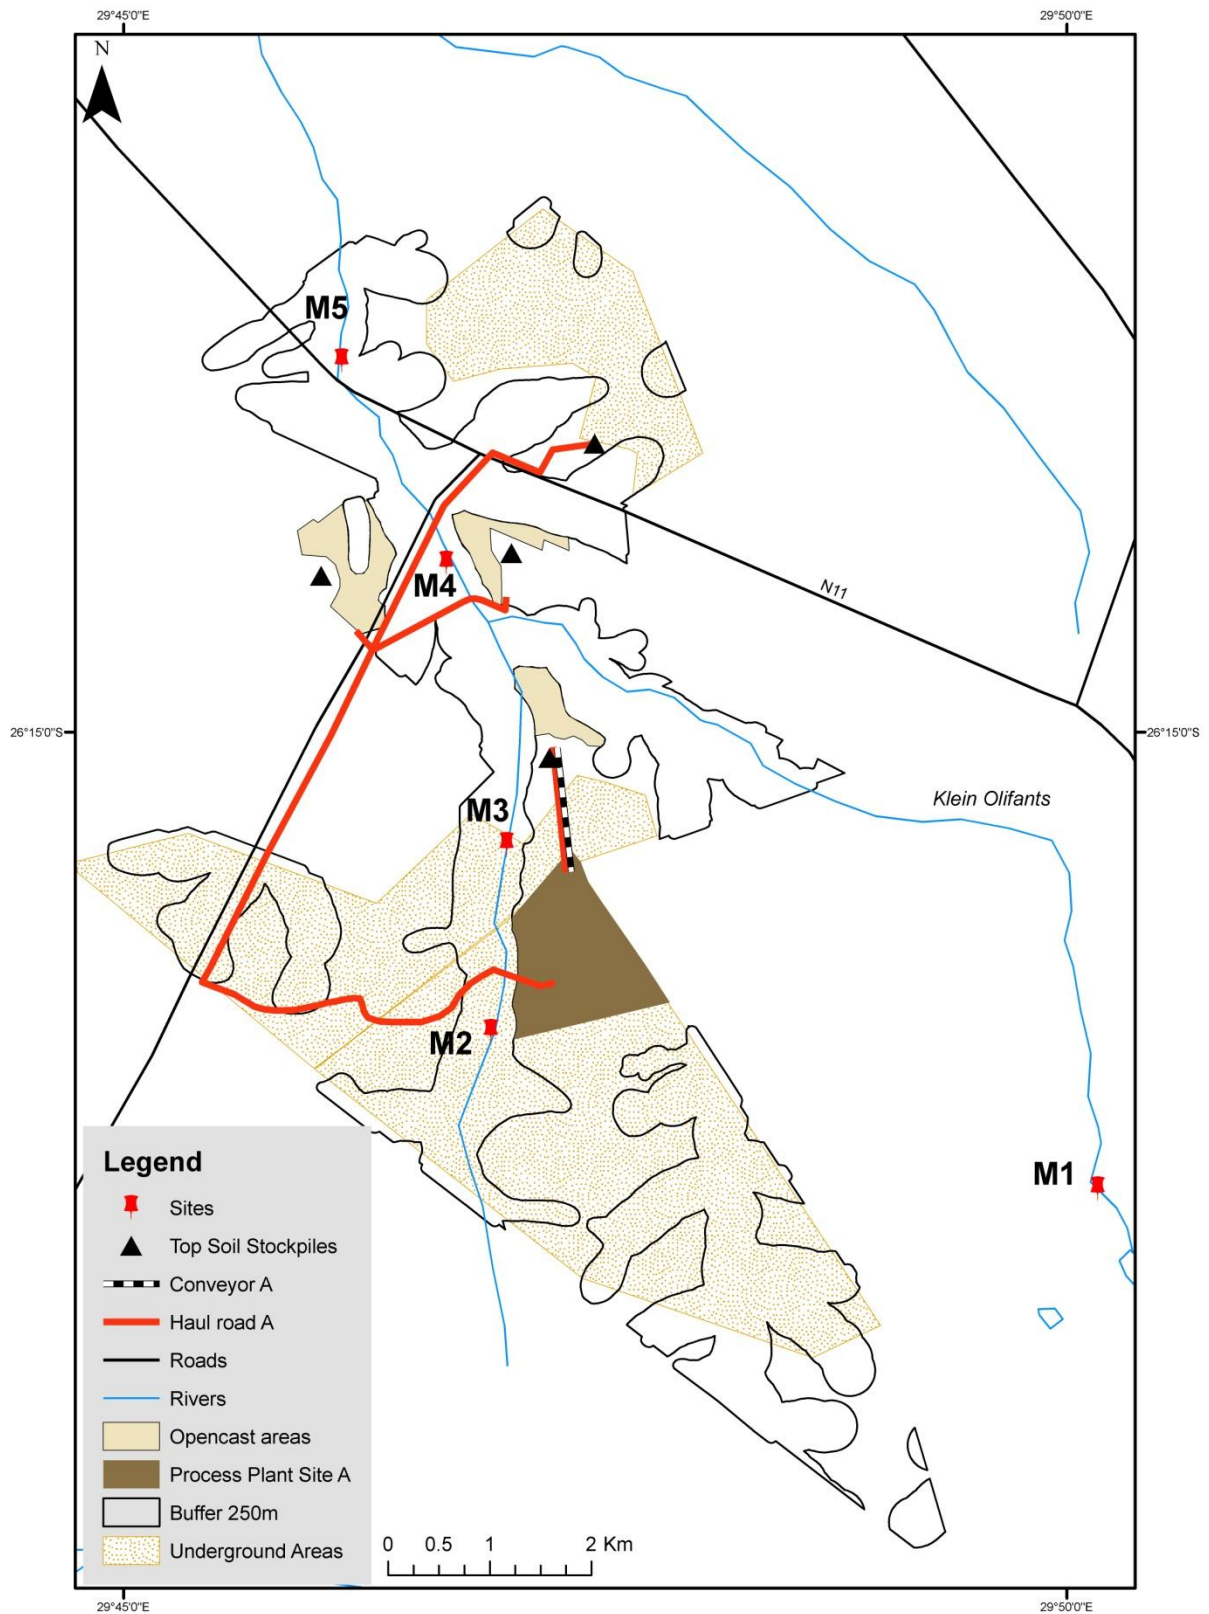 29°45'0"E 29°50'0"E
N
M5
M4
N11
26°15'0"S 26°15'0"S
Klein Olifants
M3
M2
M1
Legend
Sites
Top Soil Stockpiles
Conveyor A
Haul road A
Roads
Rivers
Opencast areas
Process Plant Site A
Buffer 250m
Underground Areas
0 0.5 1 2 Km
29°45'0"E 29°50'0"E